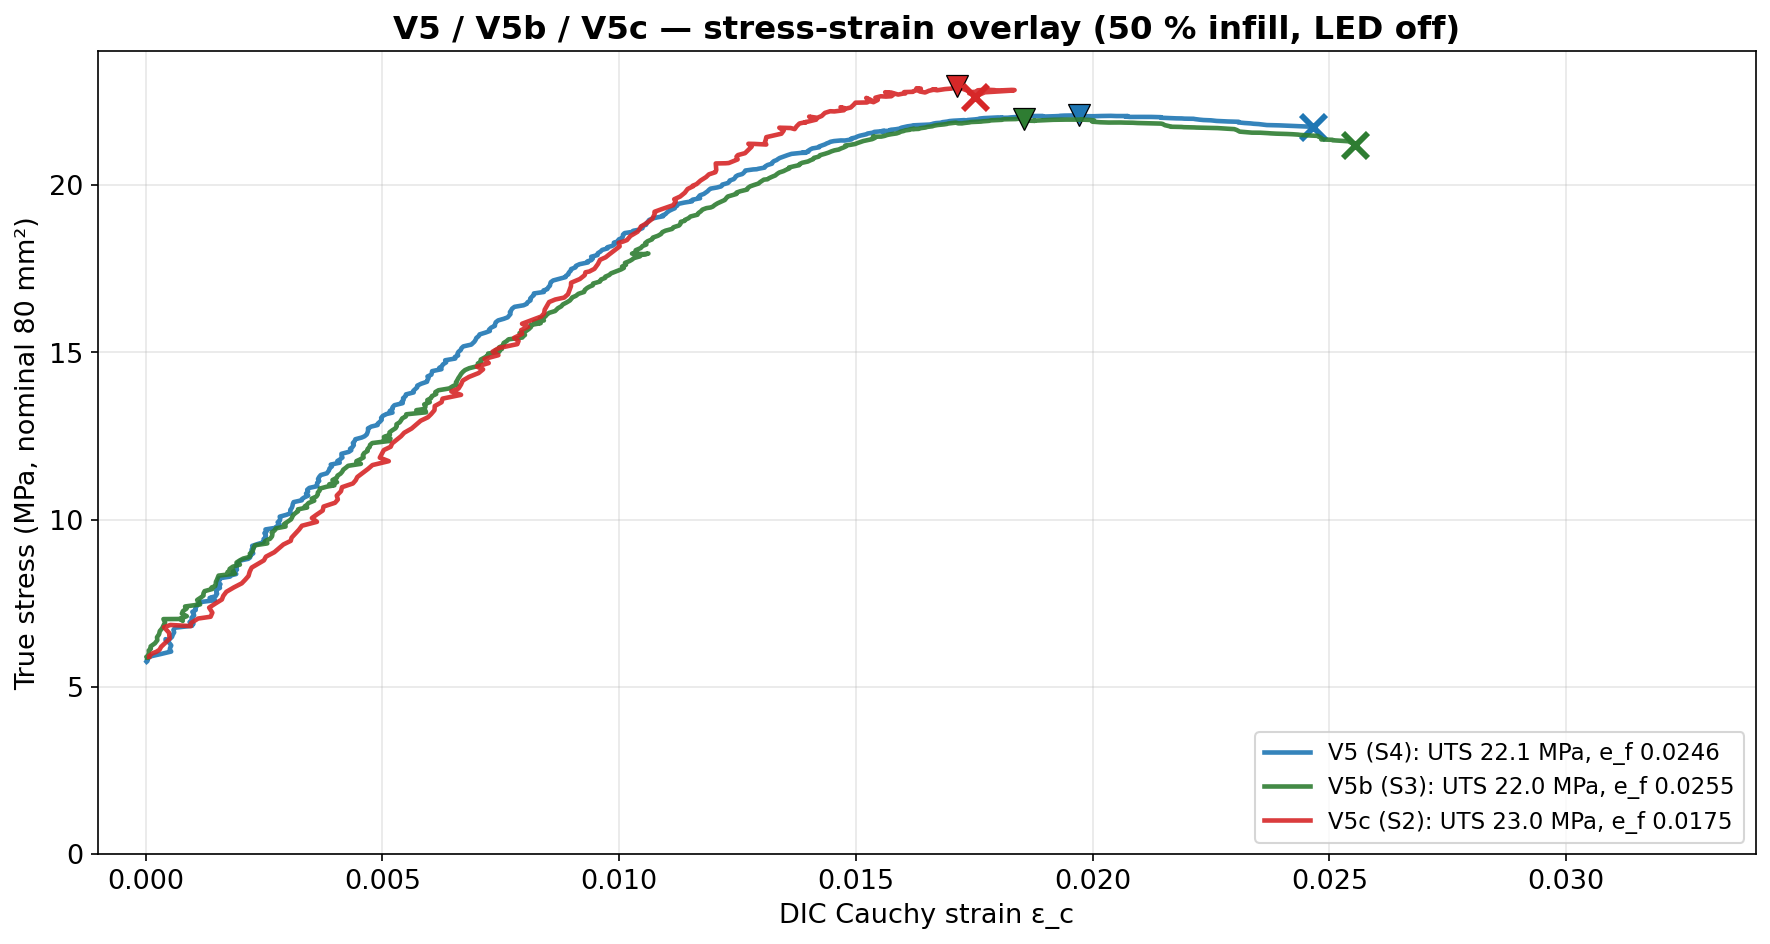 V5 / V5b / V5c — stress-strain overlay (50 % infill, LED off)
True stress (MPa, nominal 80 mm²)
20
15
10
5
0
0.000 0.005 0.010 0.015 0.020 0.025 0.030
DIC Cauchy strain ε_c
V5 (S4): UTS 22.1 MPa, e_f 0.0246
V5b (S3): UTS 22.0 MPa, e_f 0.0255
V5c (S2): UTS 23.0 MPa, e_f 0.0175